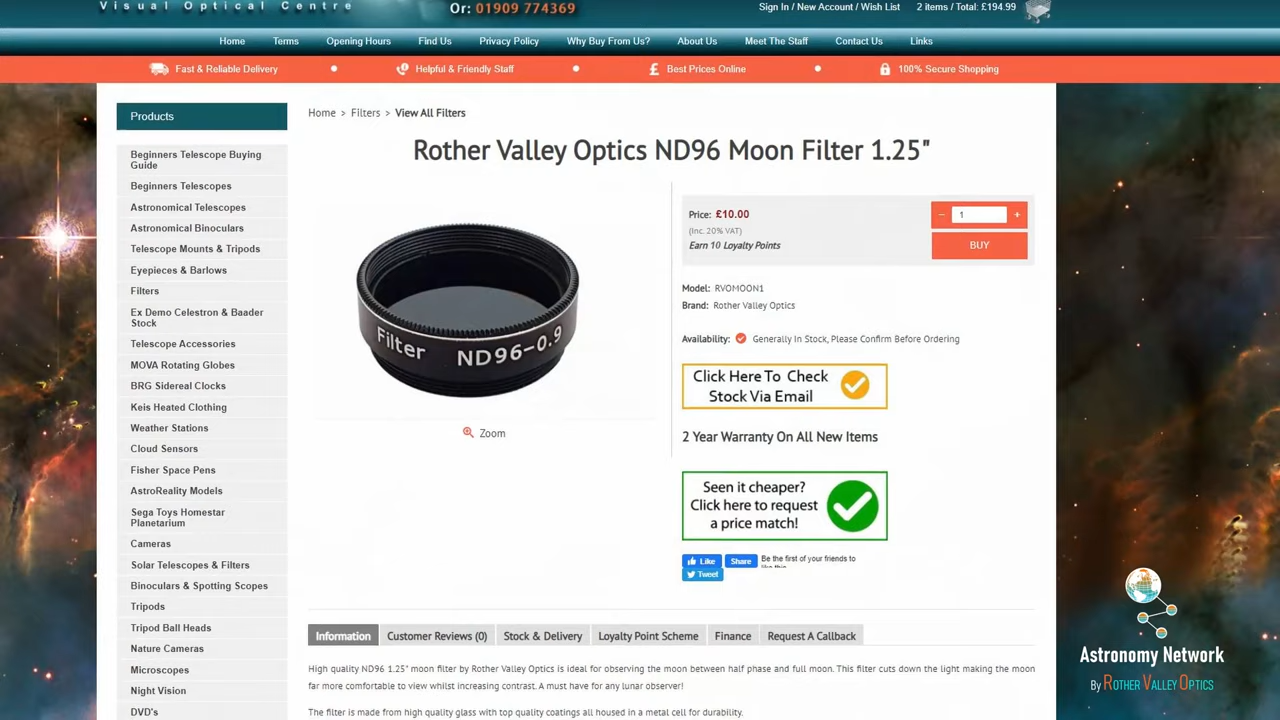 Visual Optical Centre
Or: 01909 774369
Sign In / New Account / Wish List
2 items / Total: £194.99
Home
Terms
Opening Hours
Find Us
Privacy Policy
Why Buy From Us?
About Us
Meet The Staff
Contact Us
Links
Fast & Reliable Delivery
Helpful & Friendly Staff
£ Best Prices Online
100% Secure Shopping
Products
Beginners Telescope Buying
Guide
Beginners Telescopes
Astronomical Telescopes
Astronomical Binoculars
Telescope Mounts & Tripods
Eyepieces & Barlows
Filters
Ex Demo Celestron & Baader
Stock
Telescope Accessories
MOVA Rotating Globes
BRG Sidereal Clocks
Keis Heated Clothing
Weather Stations
Cloud Sensors
Fisher Space Pens
AstroReality Models
Sega Toys Homestar
Planetarium
Cameras
Solar Telescopes & Filters
Binoculars & Spotting Scopes
Tripods
Tripod Ball Heads
Nature Cameras
Microscopes
Night Vision
DVD's
Home > Filters > View All Filters
Rother Valley Optics ND96 Moon Filter 1.25"
Filter ND96-0.9
Zoom
Price: £10.00
(Inc. 20% VAT)
Earn 10 Loyalty Points
− 1 +
BUY
Model: RVOMOON1
Brand: Rother Valley Optics
Availability: Generally In Stock, Please Confirm Before Ordering
Click Here To Check
Stock Via Email
2 Year Warranty On All New Items
Seen it cheaper?
Click here to request
a price match!
Like Share Be the first of your friends to
like this.
Tweet
Information
Customer Reviews (0)
Stock & Delivery
Loyalty Point Scheme
Finance
Request A Callback
High quality ND96 1.25" moon filter by Rother Valley Optics is ideal for observing the moon between half phase and full moon. This filter cuts down the light making the moon
far more comfortable to view whilst increasing contrast. A must have for any lunar observer!
The filter is made from high quality glass with top quality coatings all housed in a metal cell for durability.
Astronomy Network
By ROTHER VALLEY OPTICS